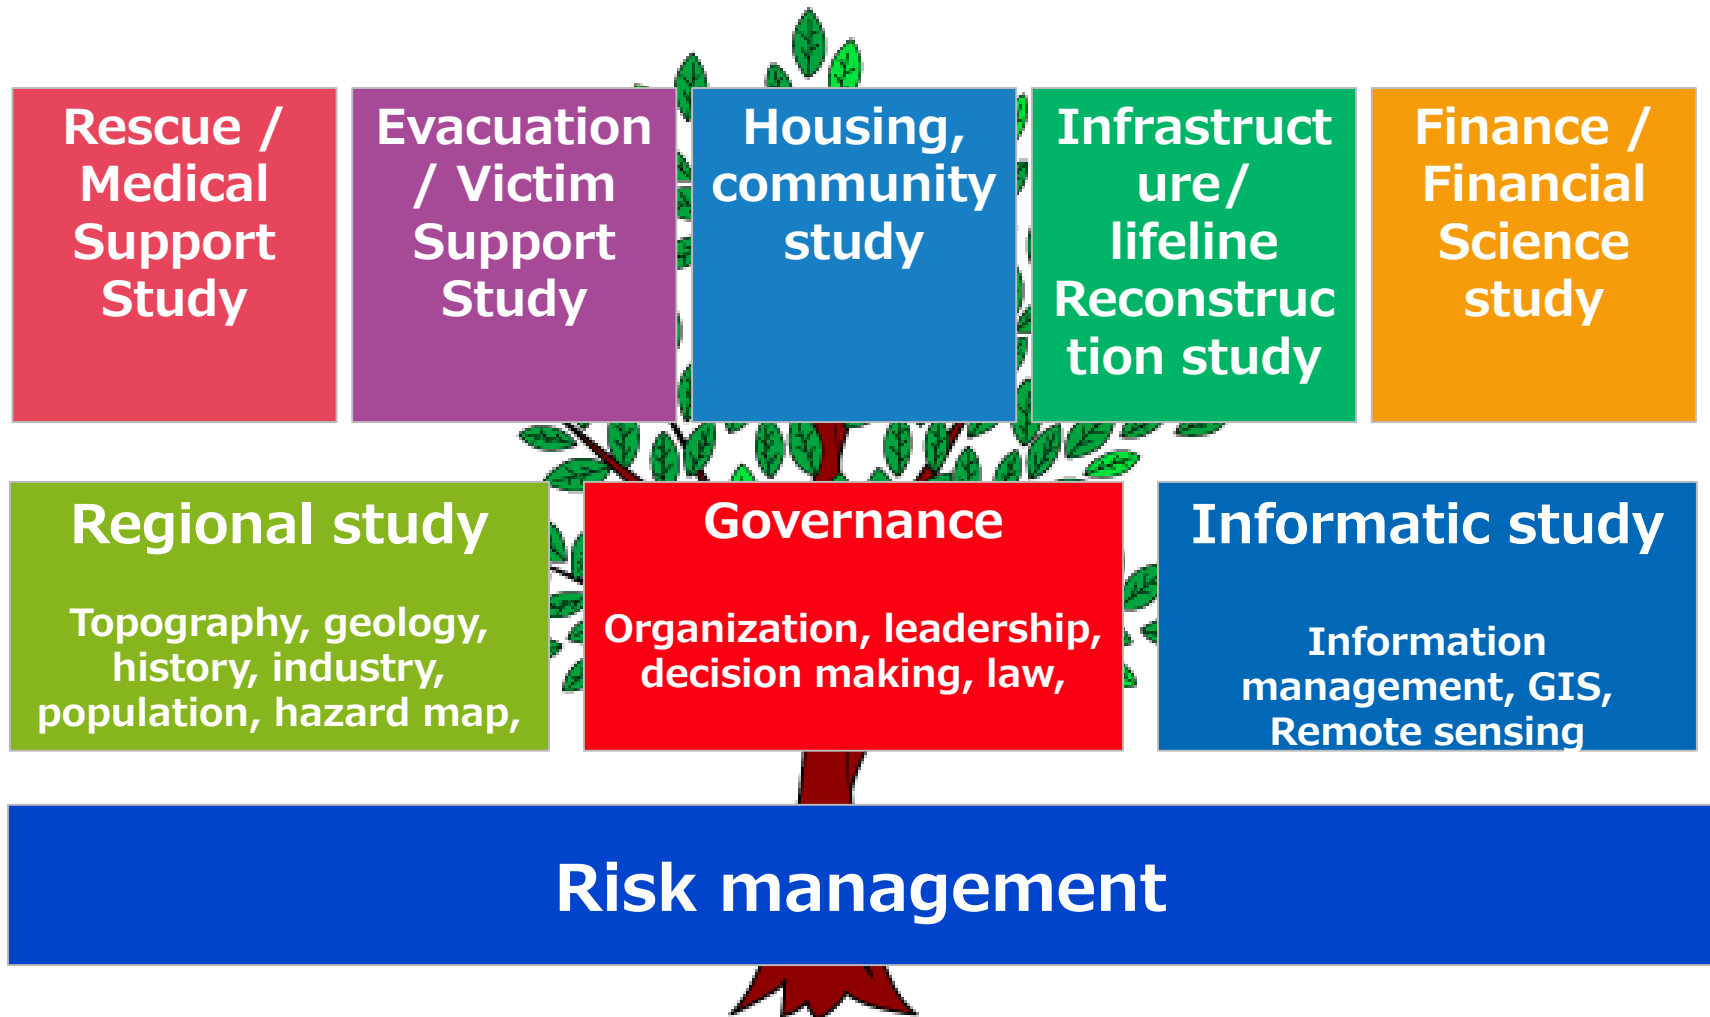 Rescue /
Medical
Support
Study
Evacuation
/ Victim
Support
Study
Housing,
community
study
Infrastruct
ure/
lifeline
Reconstruc
tion study
Finance /
Financial
Science
study
Regional study
Topography, geology,
history, industry,
population, hazard map,
Governance
Organization, leadership,
decision making, law,
Informatic study
Information
management, GIS,
Remote sensing
Risk management